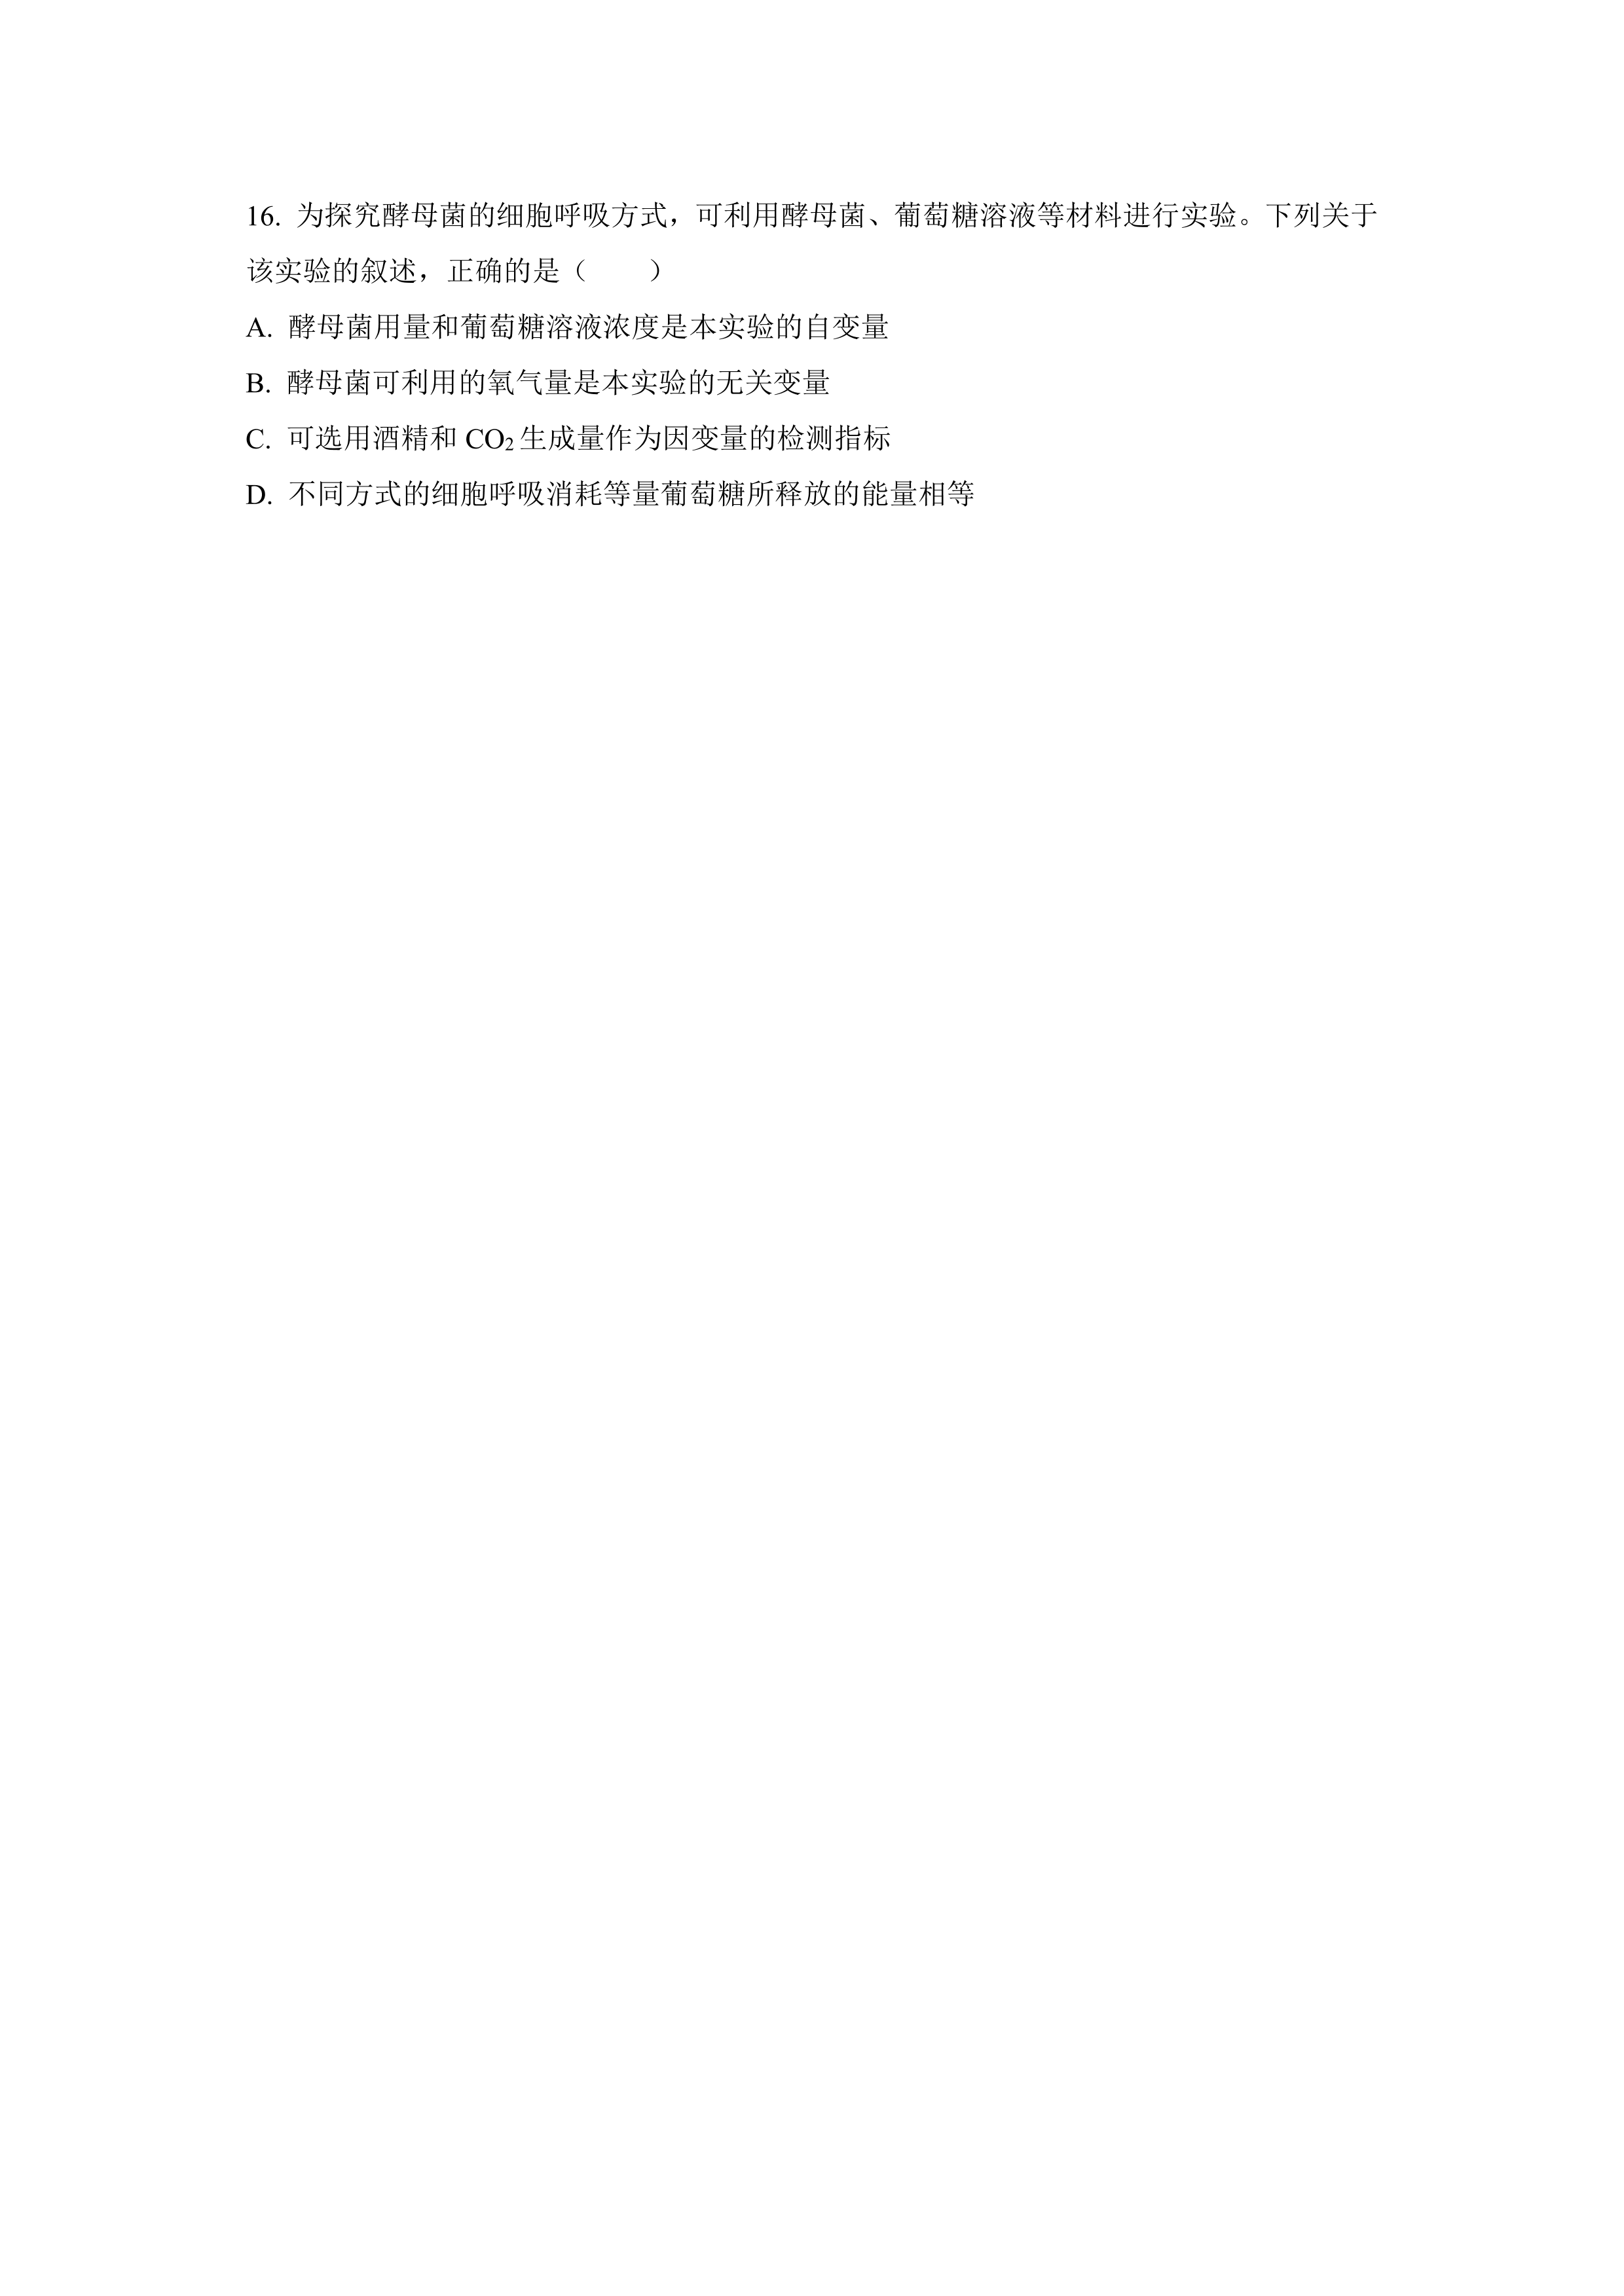 16. 为探究酵母菌的细胞呼吸方式，可利用酵母菌、葡萄糖溶液等材料进行实验。下列关于
该实验的叙述，正确的是（　　）
A. 酵母菌用量和葡萄糖溶液浓度是本实验的自变量
B. 酵母菌可利用的氧气量是本实验的无关变量
C. 可选用酒精和 CO₂生成量作为因变量的检测指标
D. 不同方式的细胞呼吸消耗等量葡萄糖所释放的能量相等